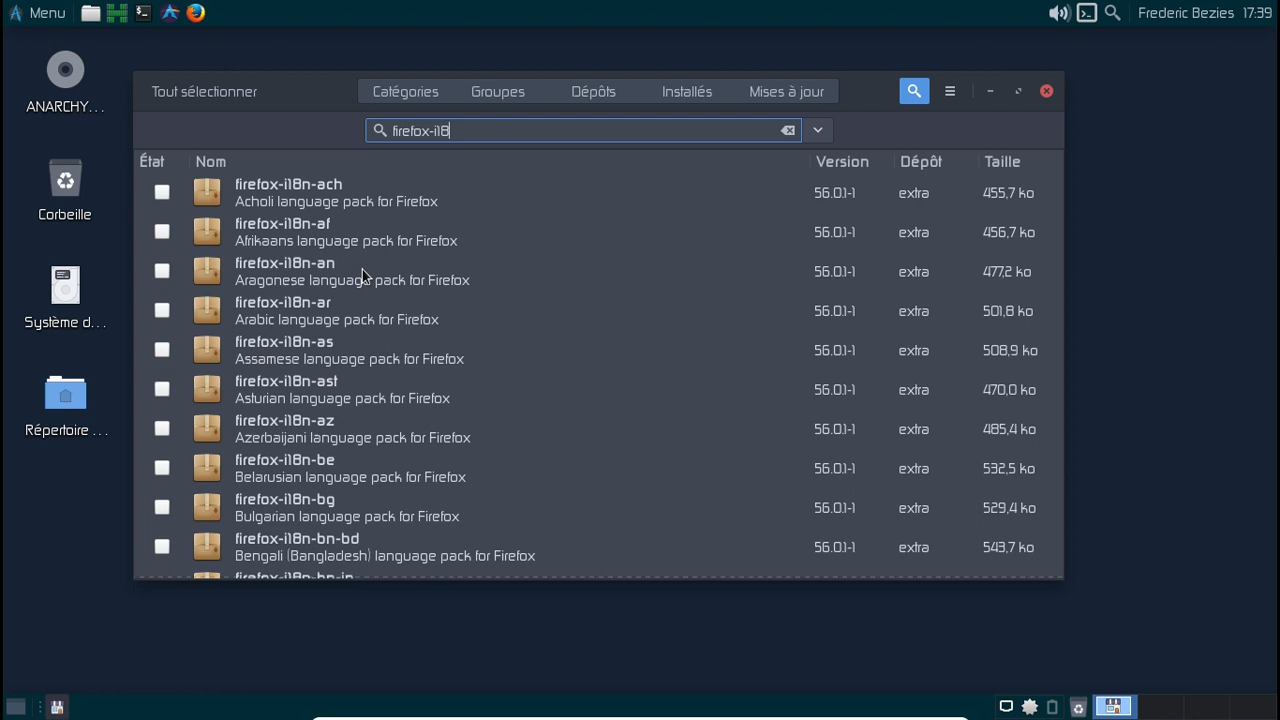 Menu
Frederic Bezies 17:39
ANARCHY...
Corbeille
Système d...
Répertoire ...
Tout sélectionner
Catégories
Groupes
Dépôts
Installés
Mises à jour
firefox-i18
État Nom Version Dépôt Taille
firefox-i18n-ach
Acholi language pack for Firefox
56.0.1-1 extra 455,7 ko
firefox-i18n-af
Afrikaans language pack for Firefox
56.0.1-1 extra 456,7 ko
firefox-i18n-an
Aragonese language pack for Firefox
56.0.1-1 extra 477,2 ko
firefox-i18n-ar
Arabic language pack for Firefox
56.0.1-1 extra 501,8 ko
firefox-i18n-as
Assamese language pack for Firefox
56.0.1-1 extra 508,9 ko
firefox-i18n-ast
Asturian language pack for Firefox
56.0.1-1 extra 470,0 ko
firefox-i18n-az
Azerbaijani language pack for Firefox
56.0.1-1 extra 485,4 ko
firefox-i18n-be
Belarusian language pack for Firefox
56.0.1-1 extra 532,5 ko
firefox-i18n-bg
Bulgarian language pack for Firefox
56.0.1-1 extra 529,4 ko
firefox-i18n-bn-bd
Bengali (Bangladesh) language pack for Firefox
56.0.1-1 extra 543,7 ko
firefox-i18n-bn-in